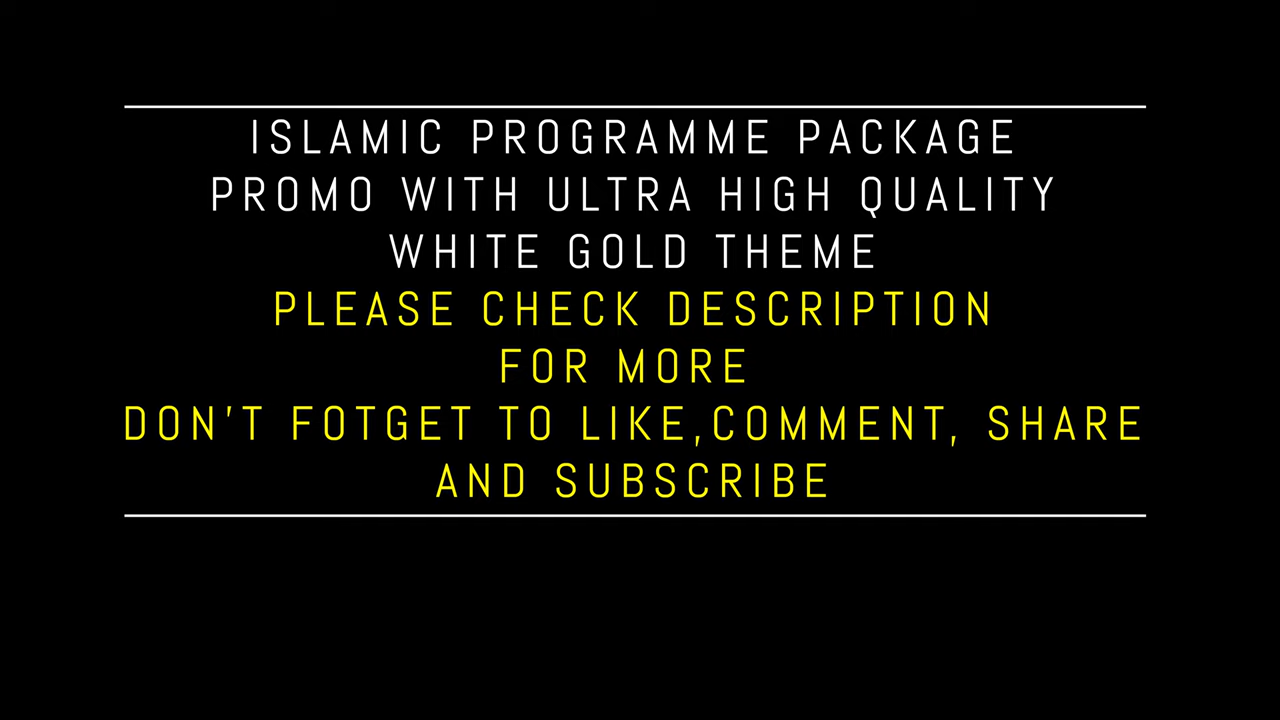 ISLAMIC PROGRAMME PACKAGE
PROMO WITH ULTRA HIGH QUALITY
WHITE GOLD THEME
PLEASE CHECK DESCRIPTION
FOR MORE
DON'T FOTGET TO LIKE,COMMENT, SHARE
AND SUBSCRIBE